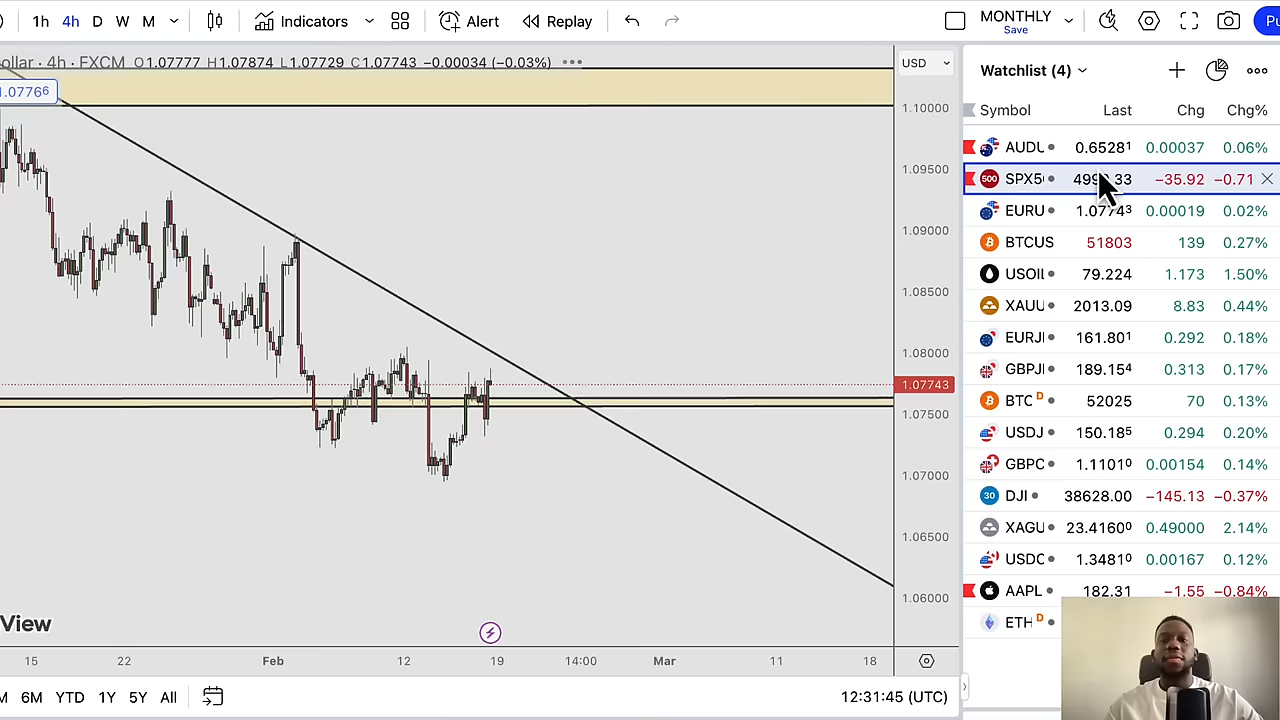 1h 4h D W M Indicators Alert Replay MONTHLY Save
ollar · 4h · FXCM O1.07777 H1.07874 L1.07729 C1.07743 −0.00034 (−0.03%)
1.07766
USD
1.10000
1.09500
1.09000
1.08500
1.08000
1.07743
1.07500
1.07000
1.06500
1.06000
View
15 22 Feb 12 19 14:00 Mar 11 18
M 6M YTD 1Y 5Y All 12:31:45 (UTC)
Watchlist (4)
Symbol Last Chg Chg%
AUDU 0.65281 0.00037 0.06%
500 SPX5 −35.92 −0.71
EURU 1.07743 0.00019 0.02%
BTCUS 51803 139 0.27%
USOIL 79.224 1.173 1.50%
XAUU 2013.09 8.83 0.44%
EURJ 161.801 0.292 0.18%
GBPJ 189.154 0.313 0.17%
BTC D 52025 70 0.13%
USDJ 150.185 0.294 0.20%
GBPC 1.11010 0.00154 0.14%
30 DJI 38628.00 −145.13 −0.37%
XAGU 23.41600 0.49000 2.14%
USDC 1.34810 0.00167 0.12%
AAPL 182.31 −1.55 −0.84%
ETH D